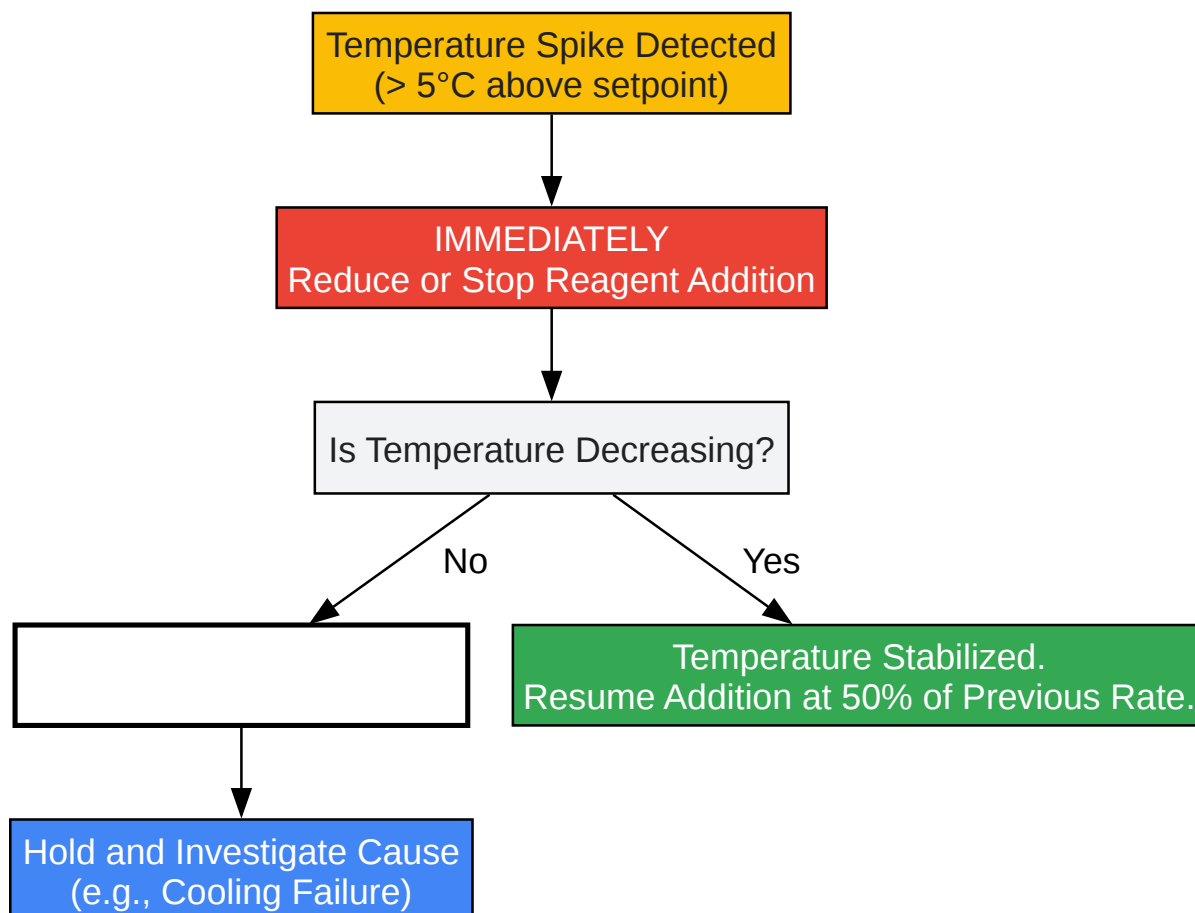 Temperature Spike Detected
(> 5°C above setpoint)
IMMEDIATELY
Reduce or Stop Reagent Addition
Is Temperature Decreasing?
No
Yes
Temperature Stabilized.
Resume Addition at 50% of Previous Rate.
Hold and Investigate Cause
(e.g., Cooling Failure)